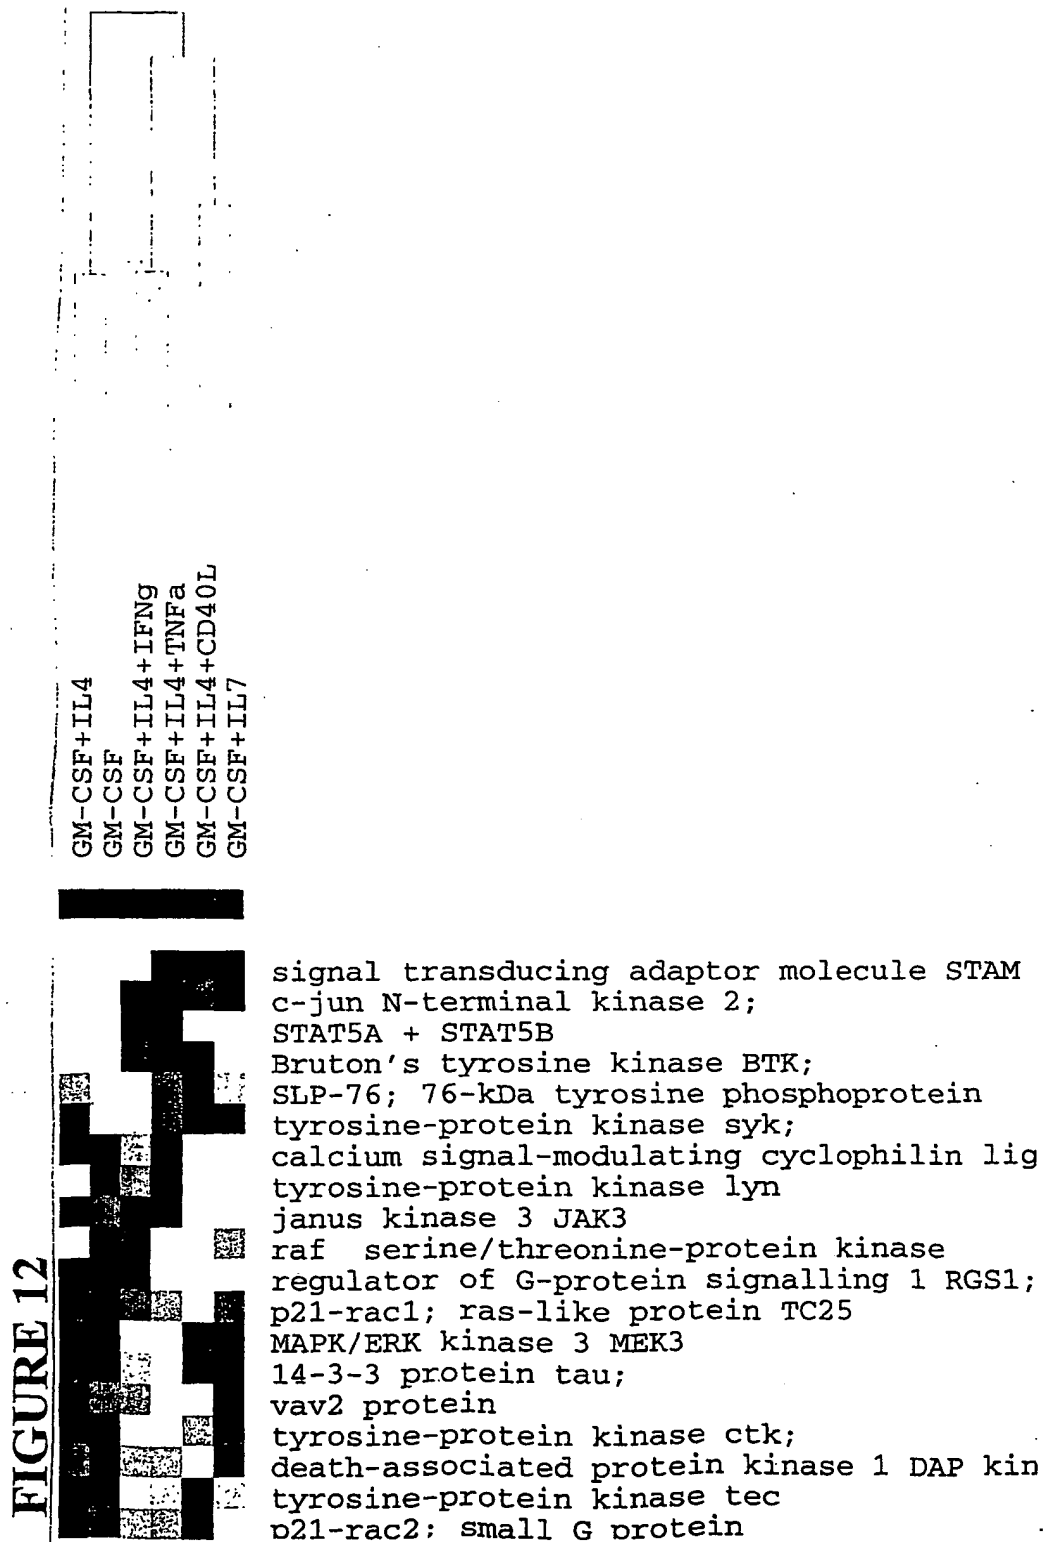 FIGURE 12
GM-CSF+IL4
GM-CSF
GM-CSF+IL4+IFNg
GM-CSF+IL4+TNFa
GM-CSF+IL4+CD40L
GM-CSF+IL7
signal transducing adaptor molecule STAM
c-jun N-terminal kinase 2;
STAT5A + STAT5B
Bruton's tyrosine kinase BTK;
SLP-76; 76-kDa tyrosine phosphoprotein
tyrosine-protein kinase syk;
calcium signal-modulating cyclophilin lig
tyrosine-protein kinase lyn
janus kinase 3 JAK3
raf serine/threonine-protein kinase
regulator of G-protein signalling 1 RGS1;
p21-rac1; ras-like protein TC25
MAPK/ERK kinase 3 MEK3
14-3-3 protein tau;
vav2 protein
tyrosine-protein kinase ctk;
death-associated protein kinase 1 DAP kin
tyrosine-protein kinase tec
p21-rac2; small G protein